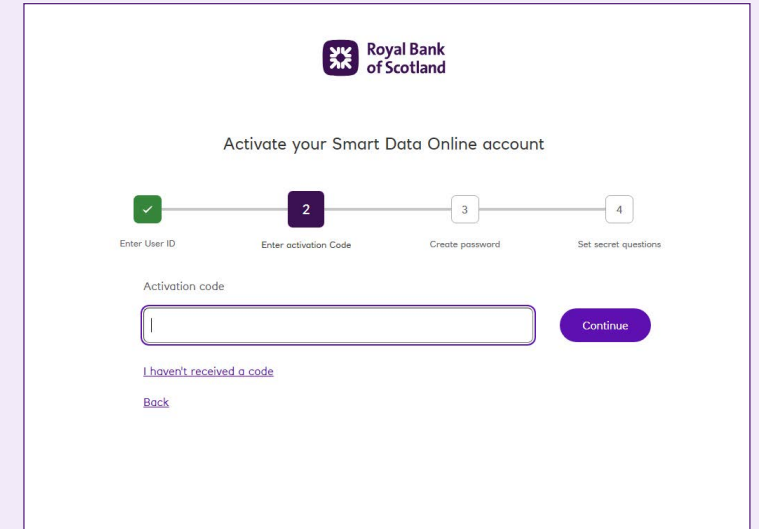 Royal Bank
of Scotland
Activate your Smart Data Online account
2
3
4
Enter User ID
Enter activation Code
Create password
Set secret questions
Activation code
Continue
I haven't received a code
Back